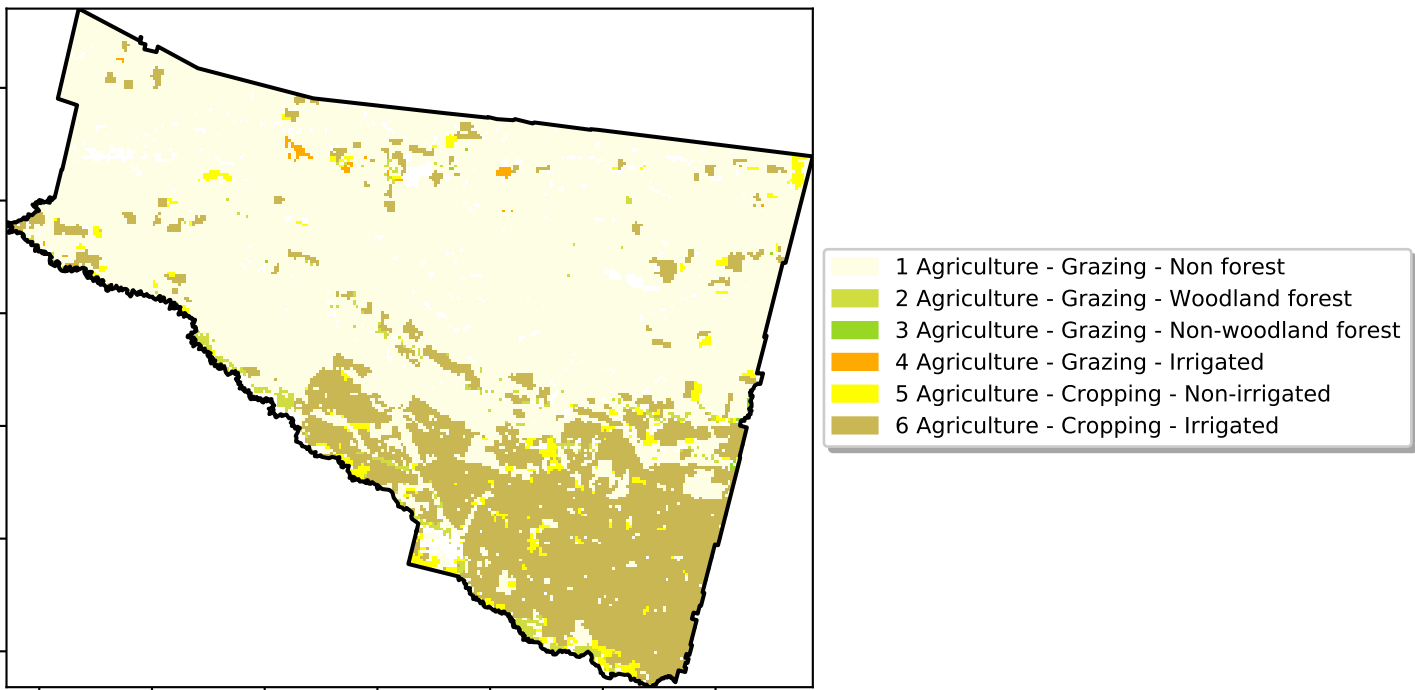 1 Agriculture - Grazing - Non forest
2 Agriculture - Grazing - Woodland forest
3 Agriculture - Grazing - Non-woodland forest
4 Agriculture - Grazing - Irrigated
5 Agriculture - Cropping - Non-irrigated
6 Agriculture - Cropping - Irrigated